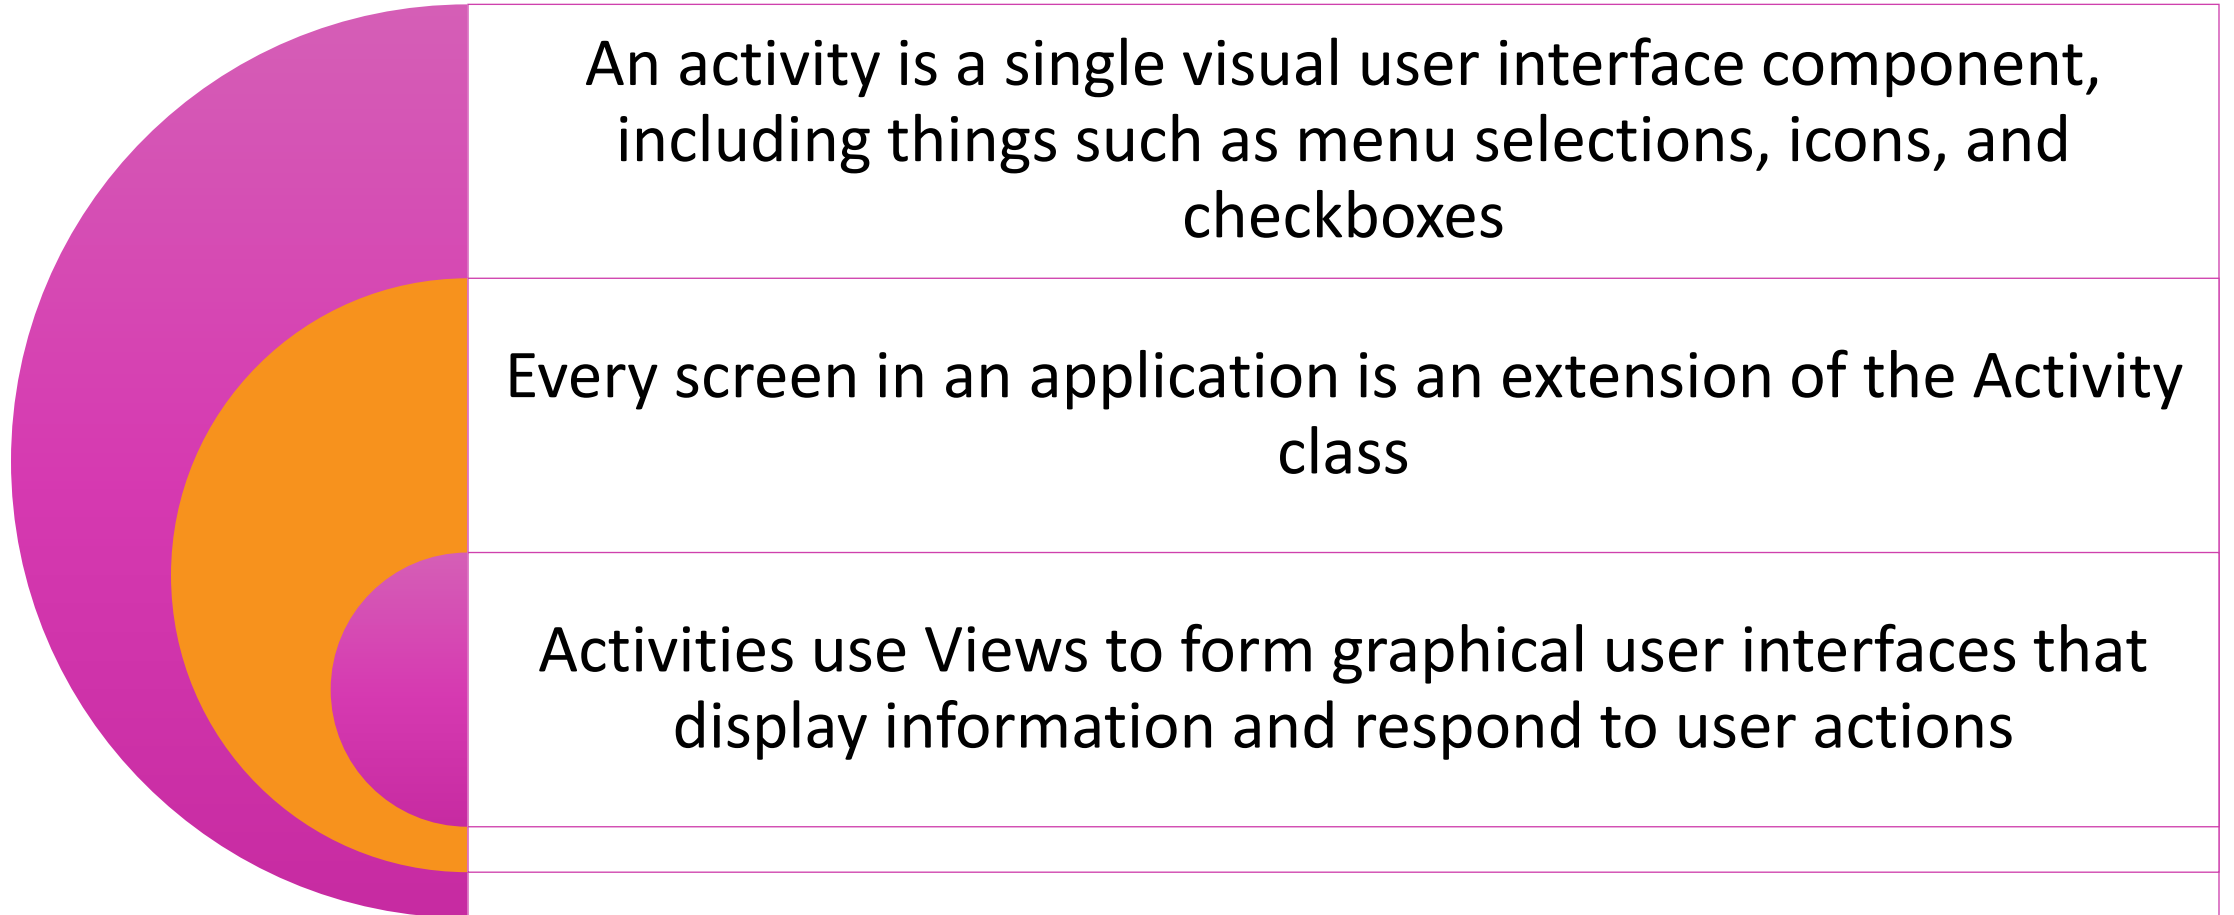 An activity is a single visual user interface component,
including things such as menu selections, icons, and
checkboxes
Every screen in an application is an extension of the Activity
class
Activities use Views to form graphical user interfaces that
display information and respond to user actions